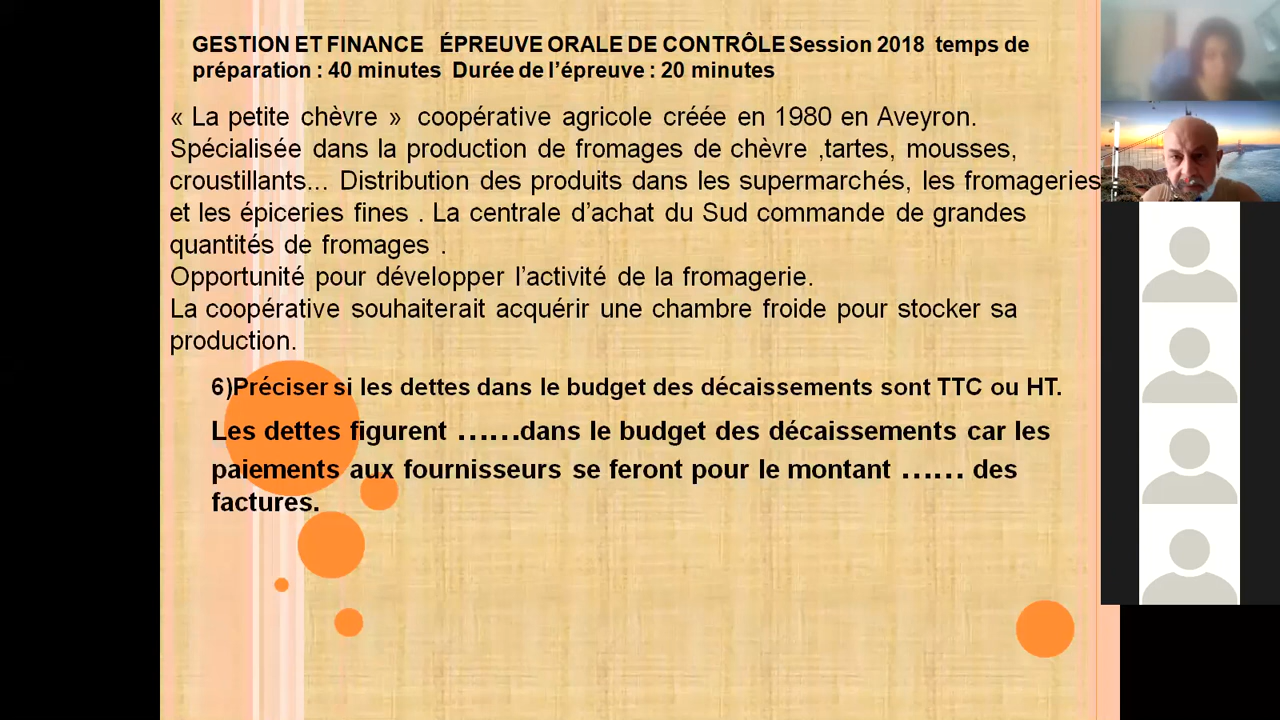 GESTION ET FINANCE ÉPREUVE ORALE DE CONTRÔLE Session 2018 temps de
préparation : 40 minutes Durée de l’épreuve : 20 minutes
« La petite chèvre » coopérative agricole créée en 1980 en Aveyron.
Spécialisée dans la production de fromages de chèvre ,tartes, mousses,
croustillants... Distribution des produits dans les supermarchés, les fromageries
et les épiceries fines . La centrale d’achat du Sud commande de grandes
quantités de fromages .
Opportunité pour développer l’activité de la fromagerie.
La coopérative souhaiterait acquérir une chambre froide pour stocker sa
production.
6)Préciser si les dettes dans le budget des décaissements sont TTC ou HT.
Les dettes figurent ……dans le budget des décaissements car les
paiements aux fournisseurs se feront pour le montant …… des
factures.